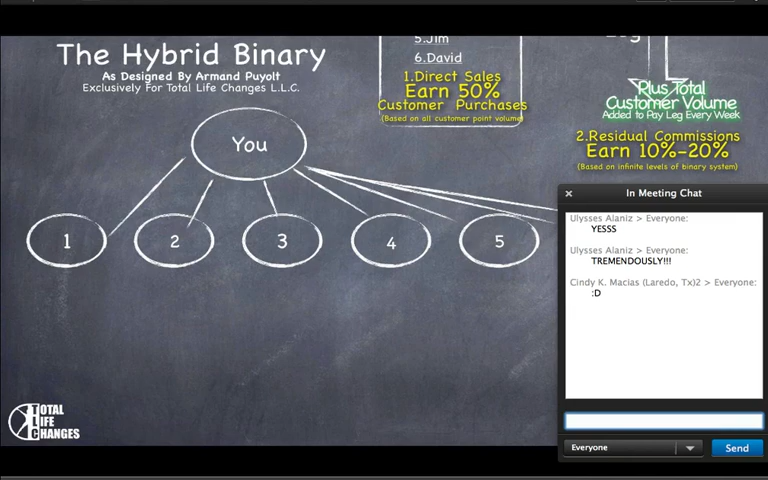 The Hybrid Binary
As Designed By Armand Puyolt
Exclusively For Total Life Changes L.L.C.
5.Jim
6.David
1.Direct Sales
Earn 50%
Customer Purchases
(Based on all customer point volume)
Leg
Plus Total
Customer Volume
Added to Pay Leg Every Week
2.Residual Commissions
Earn 10%-20%
(Based on infinite levels of binary system)
You
1
2
3
4
5
In Meeting Chat
Ulysses Alaniz > Everyone:
YESSS
Ulysses Alaniz > Everyone:
TREMENDOUSLY!!!
Cindy K. Macias (Laredo, Tx)2 > Everyone:
:D
Everyone
Send
TOTAL
LIFE
CHANGES